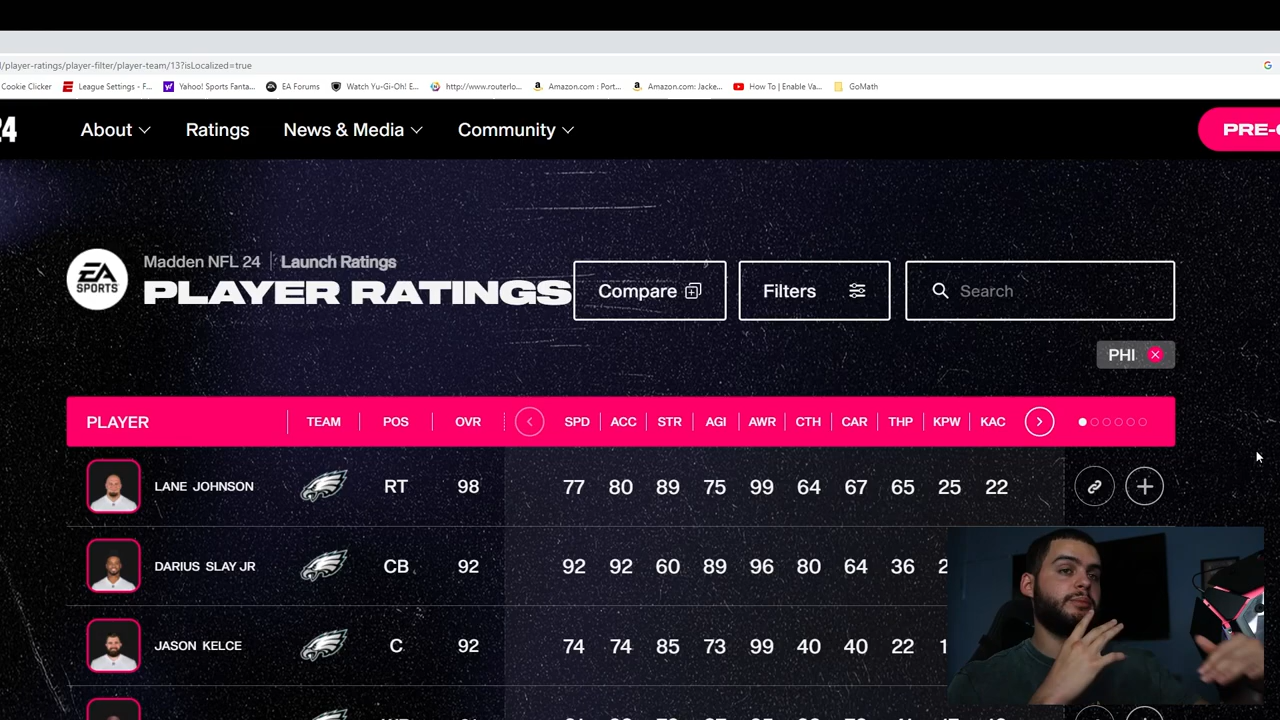 /player-ratings/player-filter/player-team/13?isLocalized=true
Cookie Clicker League Settings - F... Yahoo! Sports Fanta... EA Forums Watch Yu-Gi-Oh! E... http://www.routerlo... Amazon.com : Port... Amazon.com: Jacke... How To | Enable Va... GoMath
24 About Ratings News & Media Community PRE-
EA SPORTS
Madden NFL 24 | Launch Ratings
PLAYER RATINGS
Compare Filters Search
PHI
PLAYER TEAM POS OVR SPD ACC STR AGI AWR CTH CAR THP KPW KAC
LANE JOHNSON RT 98 77 80 89 75 99 64 67 65 25 22
DARIUS SLAY JR CB 92 92 92 60 89 96 80 64 36
JASON KELCE C 92 74 74 85 73 99 40 40 22